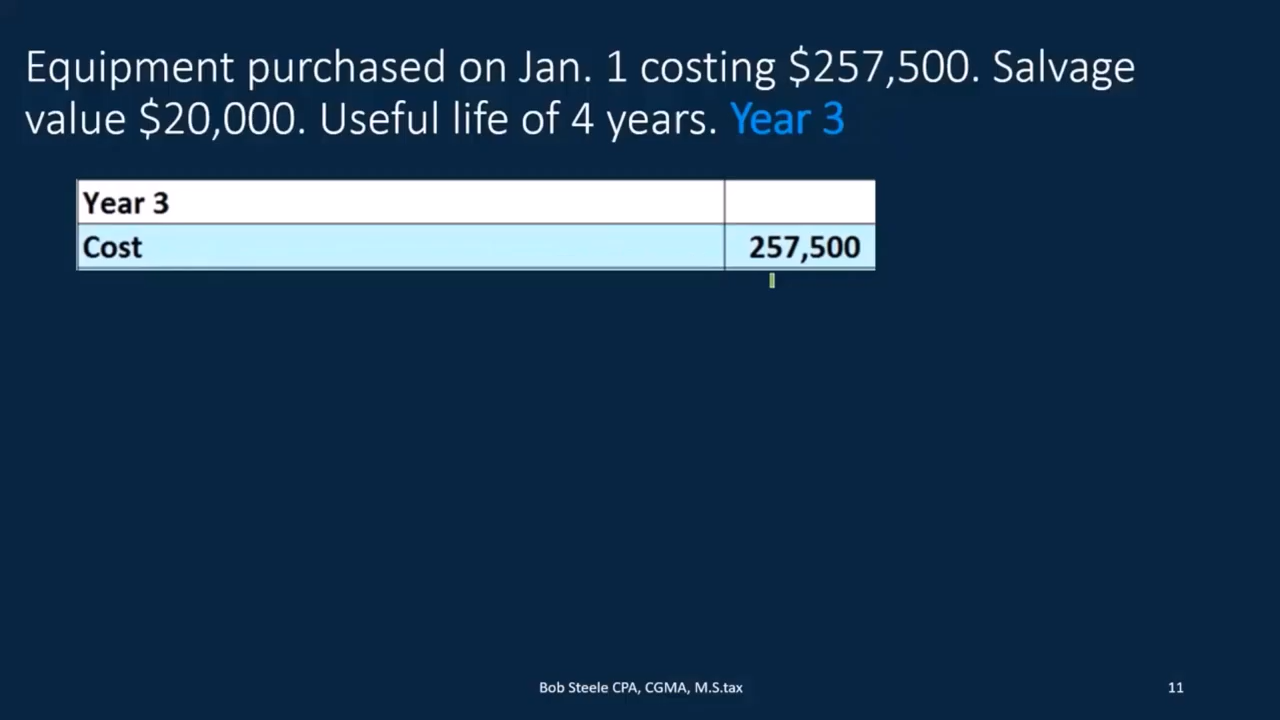 Equipment purchased on Jan. 1 costing $257,500. Salvage
value $20,000. Useful life of 4 years. Year 3
Year 3
Cost 257,500
Bob Steele CPA, CGMA, M.S.tax 11